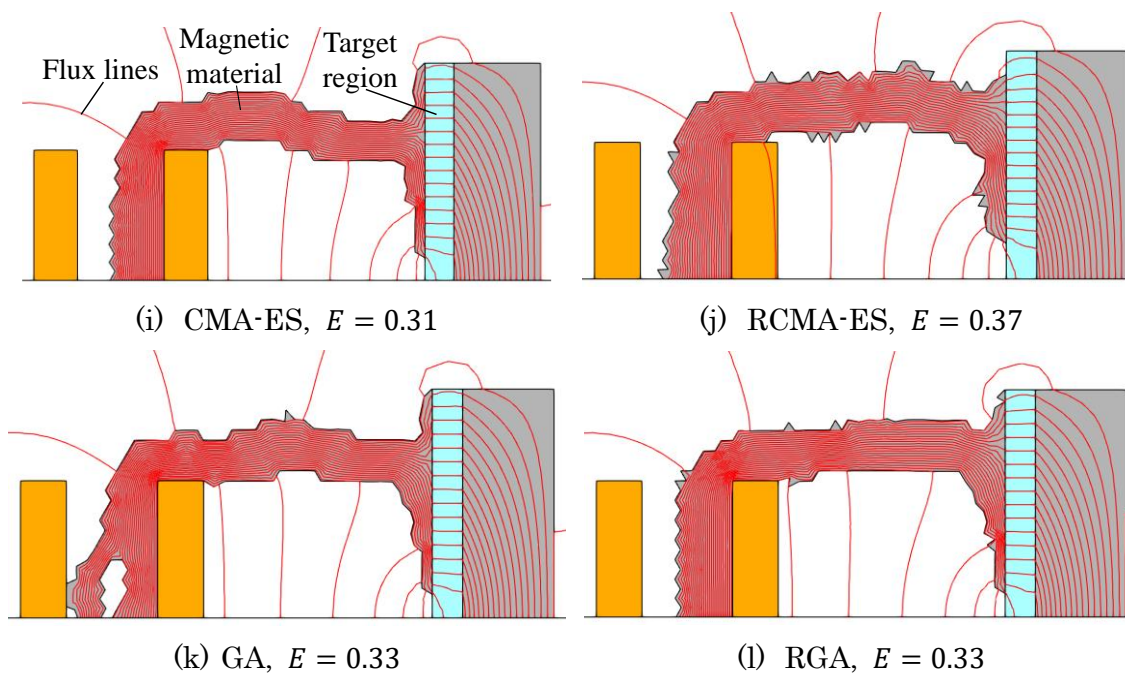 Flux lines
Magnetic
material
Target
region
(i) CMA-ES, E = 0.31
(j) RCMA-ES, E = 0.37
(k) GA, E = 0.33
(l) RGA, E = 0.33